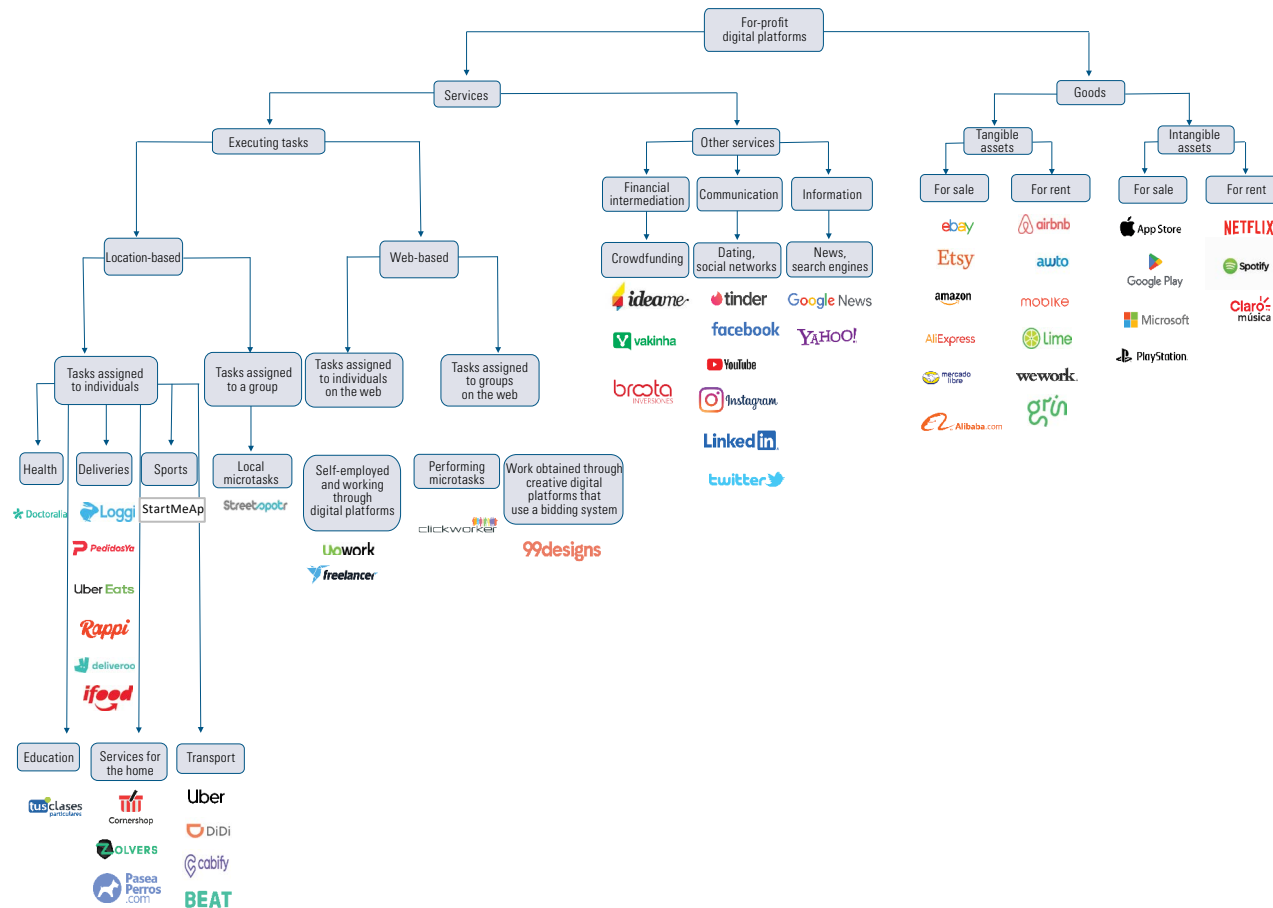 For-profit
digital platforms
Services
Goods
Executing tasks
Other services
Tangible
assets
Intangible
assets
Financial
intermediation
Communication
Information
For sale
For rent
For sale
For rent
Location-based
Web-based
Crowdfunding
Dating,
social networks
News,
search engines
ebay
airbnb
App Store
NETFLIX
Etsy
awto
Google Play
Spotify
ideame
tinder
Google News
amazon
mobike
Microsoft
Claro
música
vakinha
facebook
YAHOO!
AliExpress
Lime
PlayStation
YouTube
broota
INVERSIONES
Instagram
mercado
libre
wework
grin
Alibaba.com
LinkedIn
twitter
Tasks assigned
to individuals
Tasks assigned
to a group
Tasks assigned
to individuals
on the web
Tasks assigned
to groups
on the web
Health
Deliveries
Sports
Local
microtasks
Self-employed
and working
through
digital platforms
Performing
microtasks
Work obtained through
creative digital
platforms that
use a bidding system
Doctoralia
Loggi
StartMeAp
Streetspotr
clickworker
99designs
PedidosYa
Upwork
freelancer
Uber Eats
Rappi
deliveroo
ifood
Education
Services for
the home
Transport
tusclases
particulares
Cornershop
Uber
DiDi
ZOLVERS
cabify
Pasea
Perros
.com
BEAT